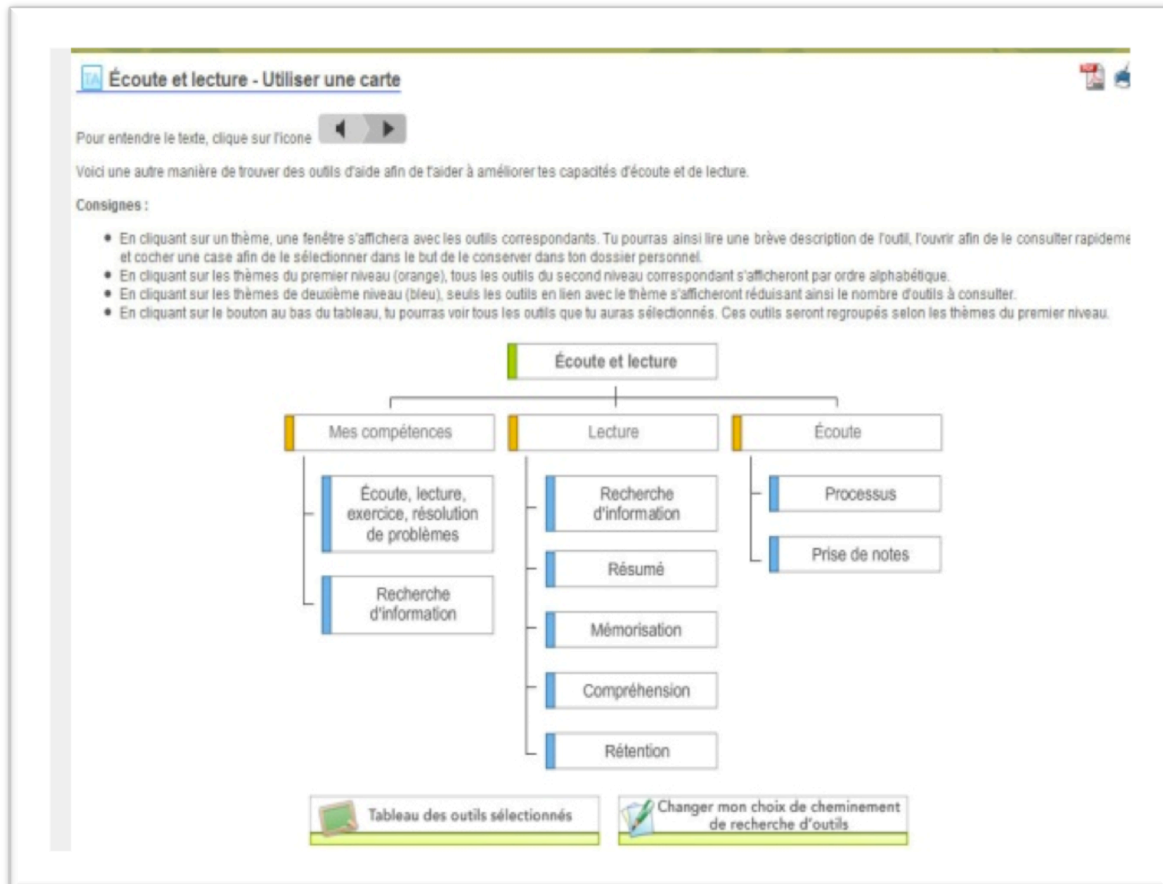 TA Écoute et lecture - Utiliser une carte
PDF
Pour entendre le texte, clique sur l'icone
Voici une autre manière de trouver des outils d'aide afin de t'aider à améliorer tes capacités d'écoute et de lecture.
Consignes :
En cliquant sur un thème, une fenêtre s'affichera avec les outils correspondants. Tu pourras ainsi lire une brève description de l'outil, l'ouvrir afin de le consulter rapideme
et cocher une case afin de le sélectionner dans le but de le conserver dans ton dossier personnel.
En cliquant sur les thèmes du premier niveau (orange), tous les outils du second niveau correspondant s'afficheront par ordre alphabétique.
En cliquant sur les thèmes de deuxième niveau (bleu), seuls les outils en lien avec le thème s'afficheront réduisant ainsi le nombre d'outils à consulter.
En cliquant sur le bouton au bas du tableau, tu pourras voir tous les outils que tu auras sélectionnés. Ces outils seront regroupés selon les thèmes du premier niveau.
Écoute et lecture
Mes compétences
Écoute, lecture,
exercice, résolution
de problèmes
Recherche
d'information
Lecture
Recherche
d'information
Résumé
Mémorisation
Compréhension
Rétention
Écoute
Processus
Prise de notes
Tableau des outils sélectionnés
Changer mon choix de cheminement
de recherche d'outils